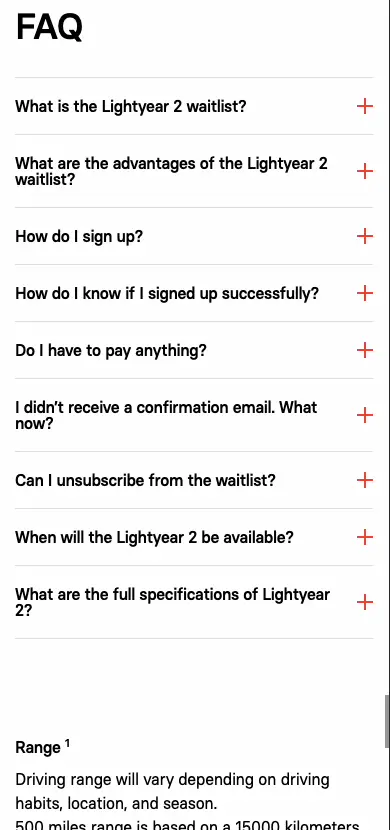 FAQ
What is the Lightyear 2 waitlist?
What are the advantages of the Lightyear 2
waitlist?
How do I sign up?
How do I know if I signed up successfully?
Do I have to pay anything?
I didn’t receive a confirmation email. What
now?
Can I unsubscribe from the waitlist?
When will the Lightyear 2 be available?
What are the full specifications of Lightyear
2?
Range ¹
Driving range will vary depending on driving
habits, location, and season.
500 miles range is based on a 15000 kilometers